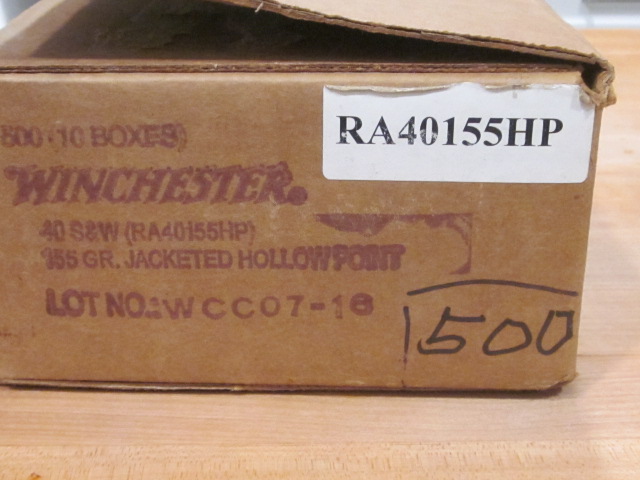 RA40155HP
500 - 10 BOXES)
WINCHESTER®
40 S&W (RA40155HP)
155 GR. JACKETED HOLLOW POINT
LOT NO.: WCC07-16
500